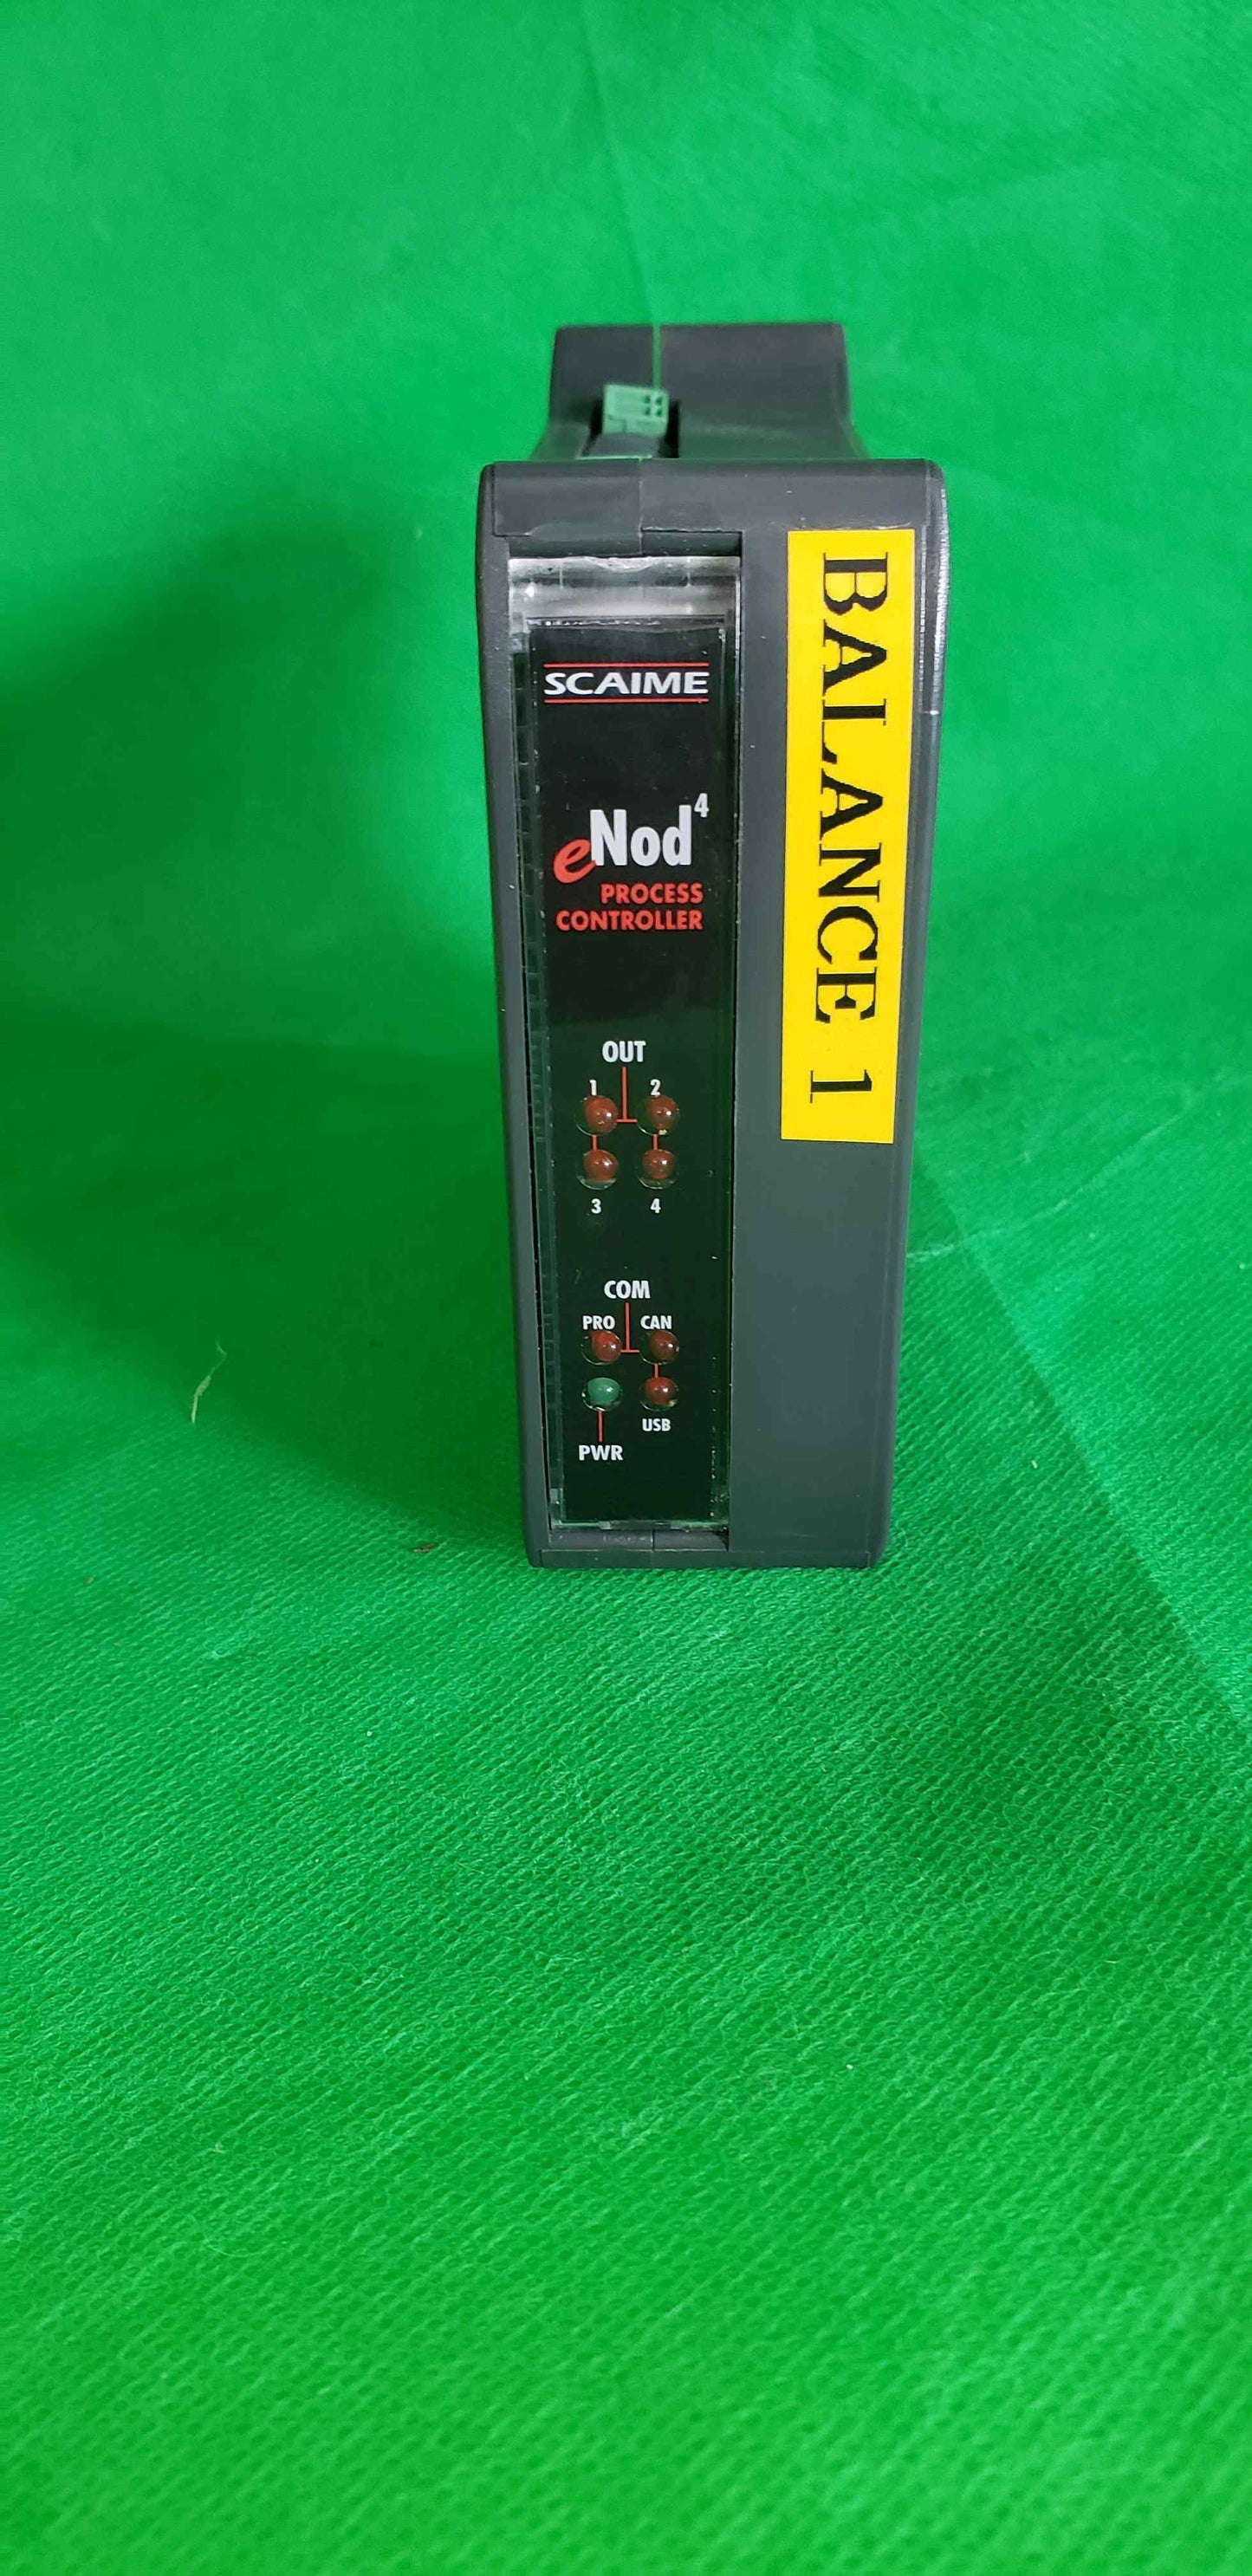 SCAIME
eNod4
PROCESS
CONTROLLER
OUT
1 2
3 4
COM
PRO CAN
USB
PWR
BALANCE 1